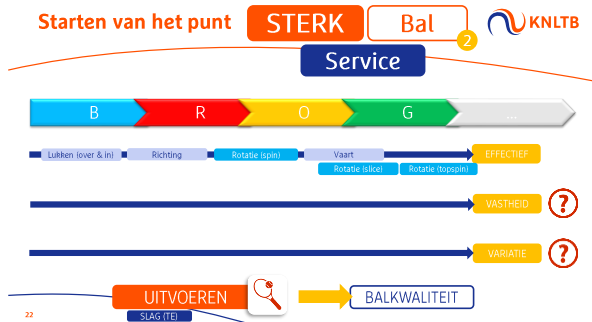 Starten van het punt STERK Bal KNLTB
2
Service
B R O G ...
Lukken (over & in) Richting Rotatie (spin) Vaart EFFECTIEF
Rotatie (slice) Rotatie (topspin)
VASTHEID ?
VARIATIE ?
UITVOEREN BALKWALITEIT
22 SLAG (TE)